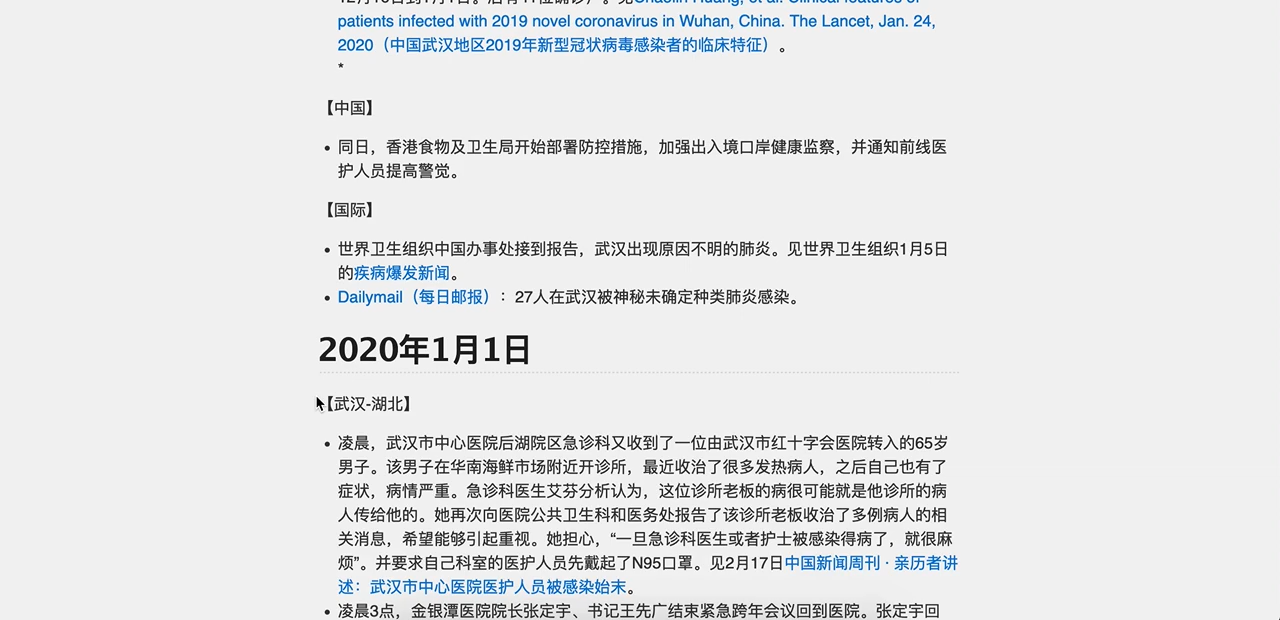 patients infected with 2019 novel coronavirus in Wuhan, China. The Lancet, Jan. 24,
2020（中国武汉地区2019年新型冠状病毒感染者的临床特征）。
*
【中国】
• 同日，香港食物及卫生局开始部署防控措施，加强出入境口岸健康监察，并通知前线医
护人员提高警觉。
【国际】
• 世界卫生组织中国办事处接到报告，武汉出现原因不明的肺炎。见世界卫生组织1月5日
的疾病爆发新闻。
• Dailymail（每日邮报）：27人在武汉被神秘未确定种类肺炎感染。
2020年1月1日
【武汉-湖北】
• 凌晨，武汉市中心医院后湖院区急诊科又收到了一位由武汉市红十字会医院转入的65岁
男子。该男子在华南海鲜市场附近开诊所，最近收治了很多发热病人，之后自己也有了
症状，病情严重。急诊科医生艾芬分析认为，这位诊所老板的病很可能就是他诊所的病
人传给他的。她再次向医院公共卫生科和医务处报告了该诊所老板收治了多例病人的相
关消息，希望能够引起重视。她担心，“一旦急诊科医生或者护士被感染得病了，就很麻
烦”。并要求自己科室的医护人员先戴起了N95口罩。见2月17日中国新闻周刊 · 亲历者讲
述：武汉市中心医院医护人员被感染始末。
• 凌晨3点，金银潭医院院长张定宇、书记王先广结束紧急跨年会议回到医院。张定宇回